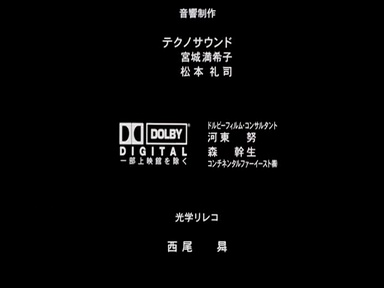 音響制作
テクノサウンド
宮城満希子
松本礼司
DOLBY
DIGITAL
一部上映館を除く
ドルビーフィルム・コンサルタント
河東 努
森 幹生
コンチネンタルファーイースト㈱
光学リレコ
西尾 曻